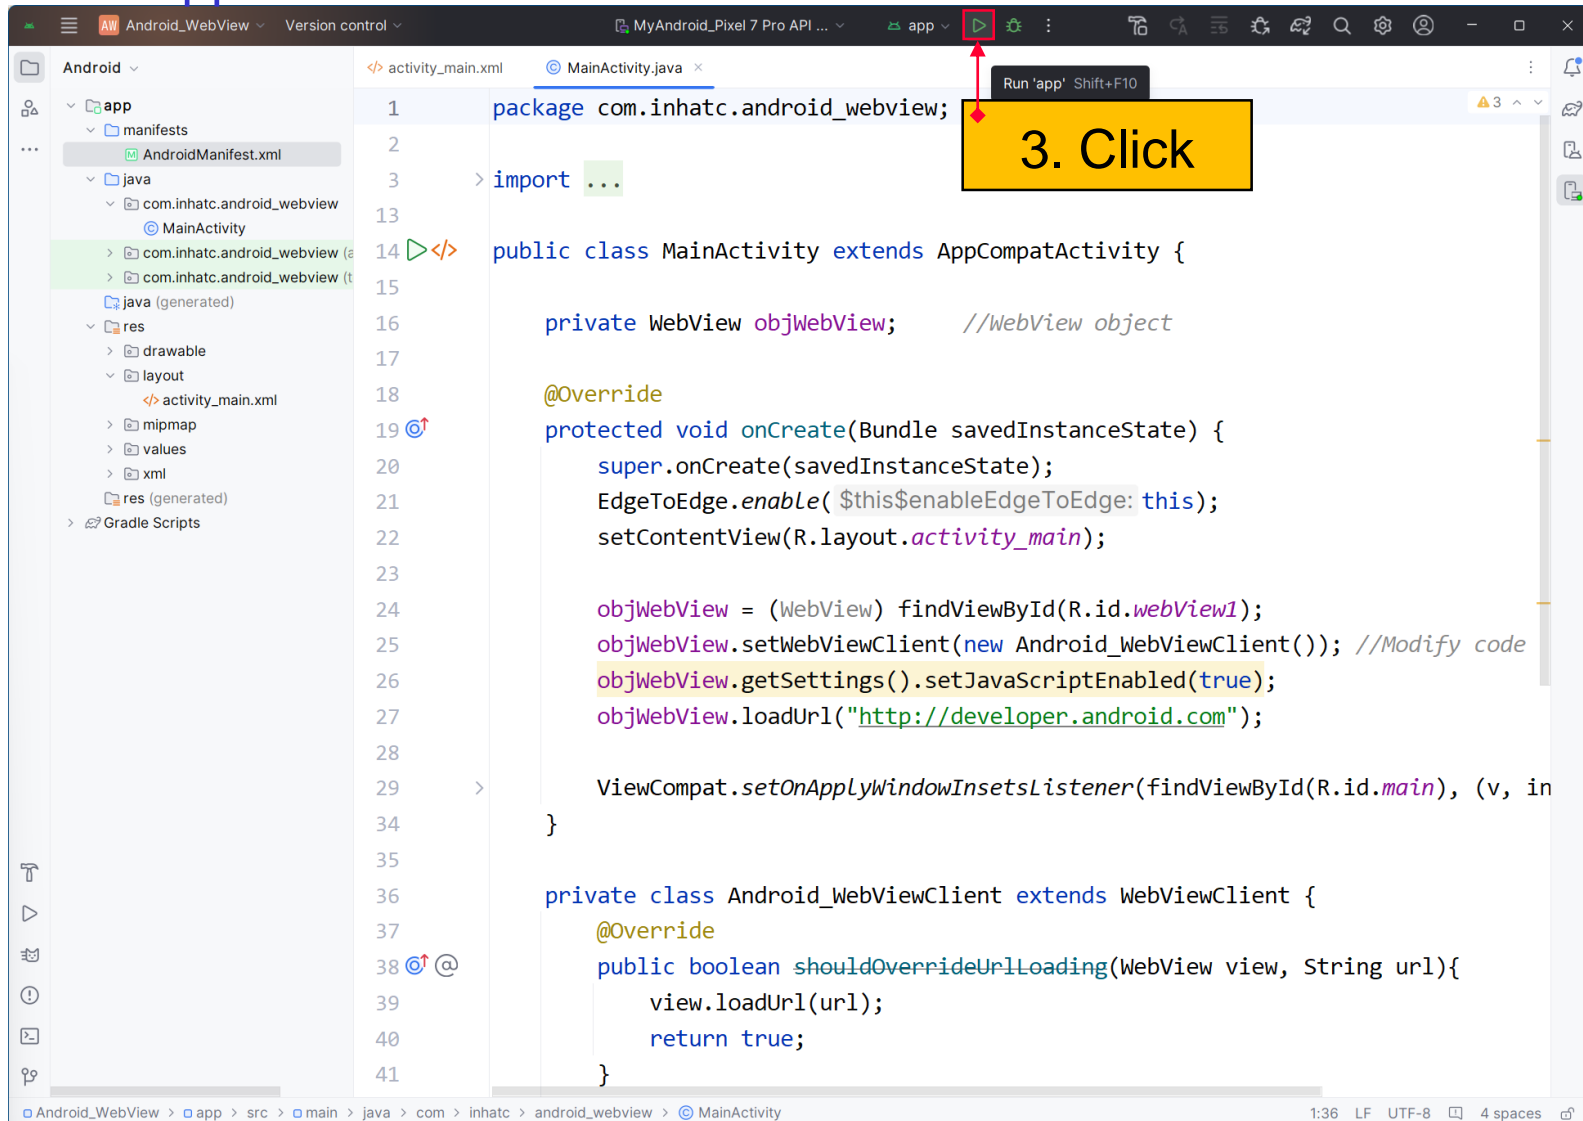 Android_WebView
Version control
MyAndroid_Pixel 7 Pro API ...
app
Android
activity_main.xml
MainActivity.java
Run 'app' Shift+F10
3. Click
3
app
manifests
AndroidManifest.xml
java
com.inhatc.android_webview
MainActivity
com.inhatc.android_webview (a
com.inhatc.android_webview (t
java (generated)
res
drawable
layout
activity_main.xml
mipmap
values
xml
res (generated)
Gradle Scripts
1 package com.inhatc.android_webview;
2
3 import ...
13
14 public class MainActivity extends AppCompatActivity {
15
16 private WebView objWebView; //WebView object
17
18 @Override
19 protected void onCreate(Bundle savedInstanceState) {
20 super.onCreate(savedInstanceState);
21 EdgeToEdge.enable( $this$enableEdgeToEdge: this);
22 setContentView(R.layout.activity_main);
23
24 objWebView = (WebView) findViewById(R.id.webView1);
25 objWebView.setWebViewClient(new Android_WebViewClient()); //Modify code
26 objWebView.getSettings().setJavaScriptEnabled(true);
27 objWebView.loadUrl("http://developer.android.com");
28
29 ViewCompat.setOnApplyWindowInsetsListener(findViewById(R.id.main), (v, in
34 }
35
36 private class Android_WebViewClient extends WebViewClient {
37 @Override
38 public boolean shouldOverrideUrlLoading(WebView view, String url){
39 view.loadUrl(url);
40 return true;
41 }
Android_WebView > app > src > main > java > com > inhatc > android_webview > MainActivity
1:36 LF UTF-8 4 spaces